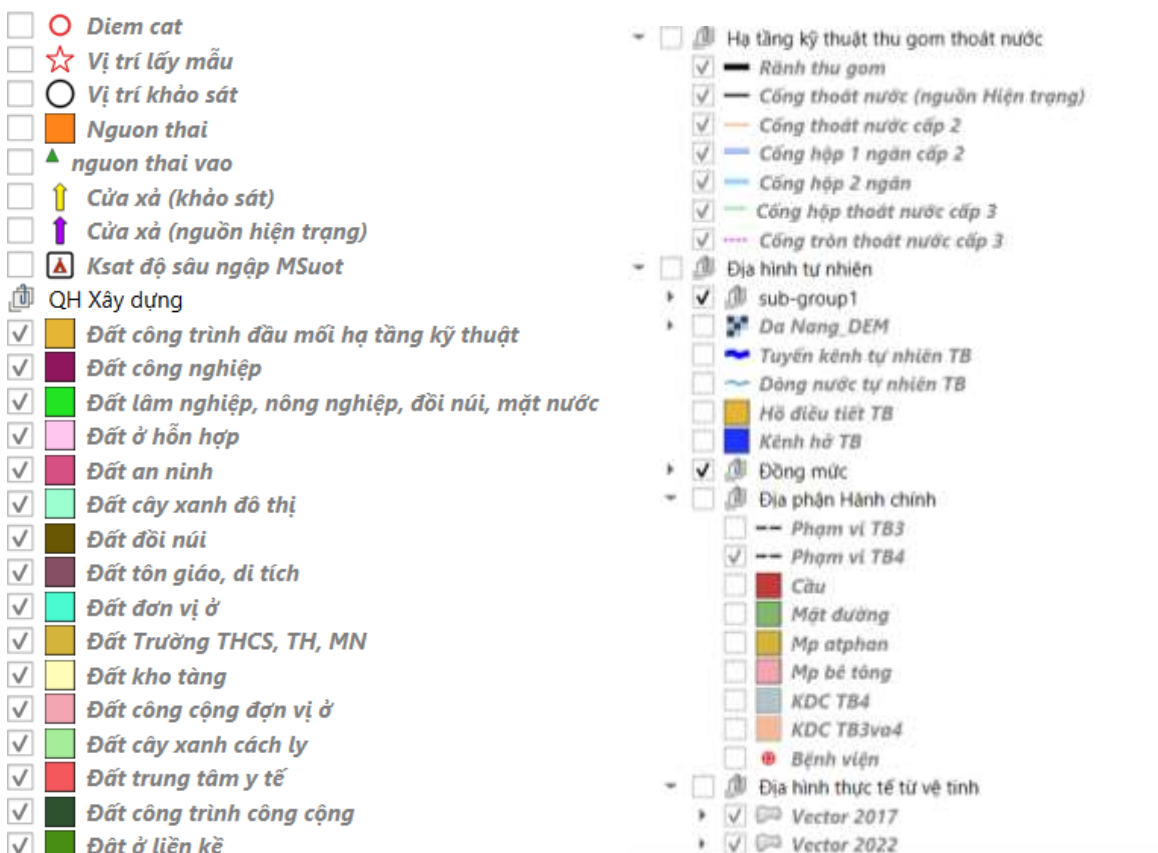 Diem cat
Vị trí lấy mẫu
Vị trí khảo sát
Nguon thai
nguon thai vao
Cửa xả (khảo sát)
Cửa xả (nguồn hiện trạng)
Ksat độ sâu ngập MSuot
QH Xây dựng
Đất công trình đầu mối hạ tầng kỹ thuật
Đất công nghiệp
Đất lâm nghiệp, nông nghiệp, đồi núi, mặt nước
Đất ở hỗn hợp
Đất an ninh
Đất cây xanh đô thị
Đất đồi núi
Đất tôn giáo, di tích
Đất đơn vị ở
Đất Trường THCS, TH, MN
Đất kho tàng
Đất công cộng đợn vị ở
Đất cây xanh cách ly
Đất trung tâm y tế
Đất công trình công cộng
Đất ở liền kề
Hạ tầng kỹ thuật thu gom thoát nước
Rãnh thu gom
Cống thoát nước (nguồn Hiện trạng)
Cống thoát nước cấp 2
Cống hộp 1 ngăn cấp 2
Cống hộp 2 ngăn
Cống hộp thoát nước cấp 3
Cống tròn thoát nước cấp 3
Địa hình tự nhiên
sub-group1
Da Nang_DEM
Tuyến kênh tự nhiên TB
Dòng nước tự nhiên TB
Hồ điều tiết TB
Kênh hở TB
Đồng mức
Địa phận Hành chính
Phạm vi TB3
Phạm vi TB4
Cầu
Mặt đường
Mp atphan
Mp bê tông
KDC TB4
KDC TB3va4
Bệnh viện
Địa hình thực tế từ vệ tinh
Vector 2017
Vector 2022